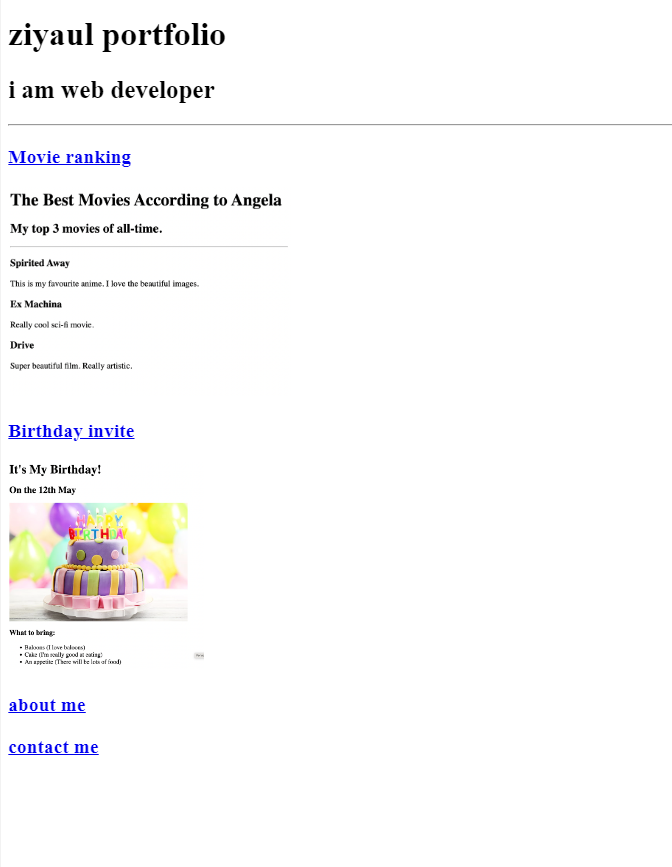 ziyaul portfolio
i am web developer
Movie ranking
The Best Movies According to Angela
My top 3 movies of all-time.
Spirited Away
This is my favourite anime. I love the beautiful images.
Ex Machina
Really cool sci-fi movie.
Drive
Super beautiful film. Really artistic.
Birthday invite
It's My Birthday!
On the 12th May
HAPPY
BIRTHDAY
What to bring:
• Baloons (I love baloons)
• Cake (I'm really good at eating)
• An appetite (There will be lots of food)
about me
contact me